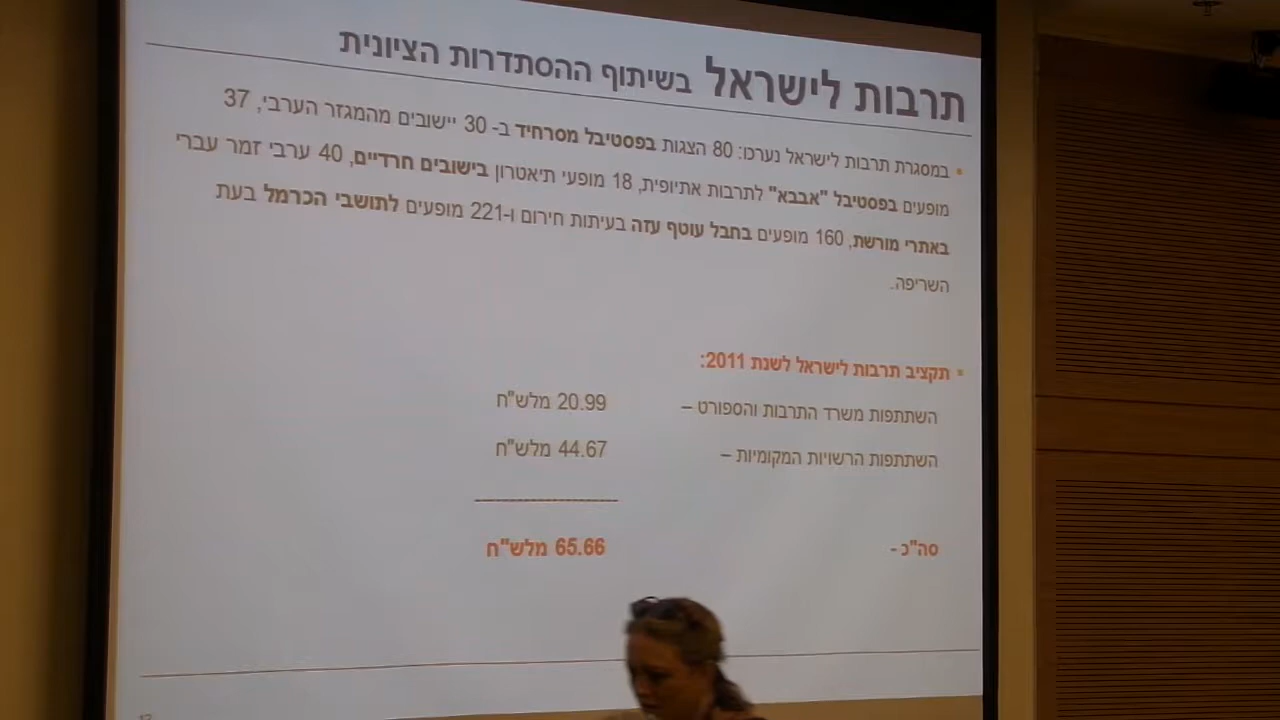 תרבות לישראל בשיתוף ההסתדרות הציונית
במסגרת תרבות לישראל נערכו: 80 הצגות בפסטיבל מסרחיד ב- 30 יישובים מהמגזר הערבי, 37
מופעים בפסטיבל "אבבא" לתרבות אתיופית, 18 מופעי תיאטרון בישובים חרדיים, 40 ערבי זמר עברי
באתרי מורשת, 160 מופעים בחבל עוטף עזה בעיתות חירום ו-221 מופעים לתושבי הכרמל בעת
השריפה.
תקציב תרבות לישראל לשנת 2011:
השתתפות משרד התרבות והספורט – 20.99 מלש"ח
השתתפות הרשויות המקומיות – 44.67 מלש"ח
סה"כ - 65.66 מלש"ח